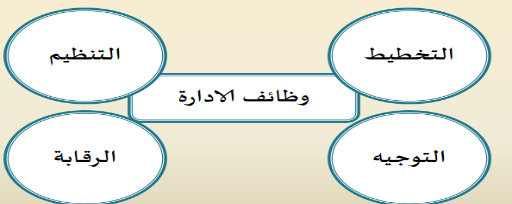 التخطيط
التنظيم
وظائف الادارة
التوجيه
الرقابة